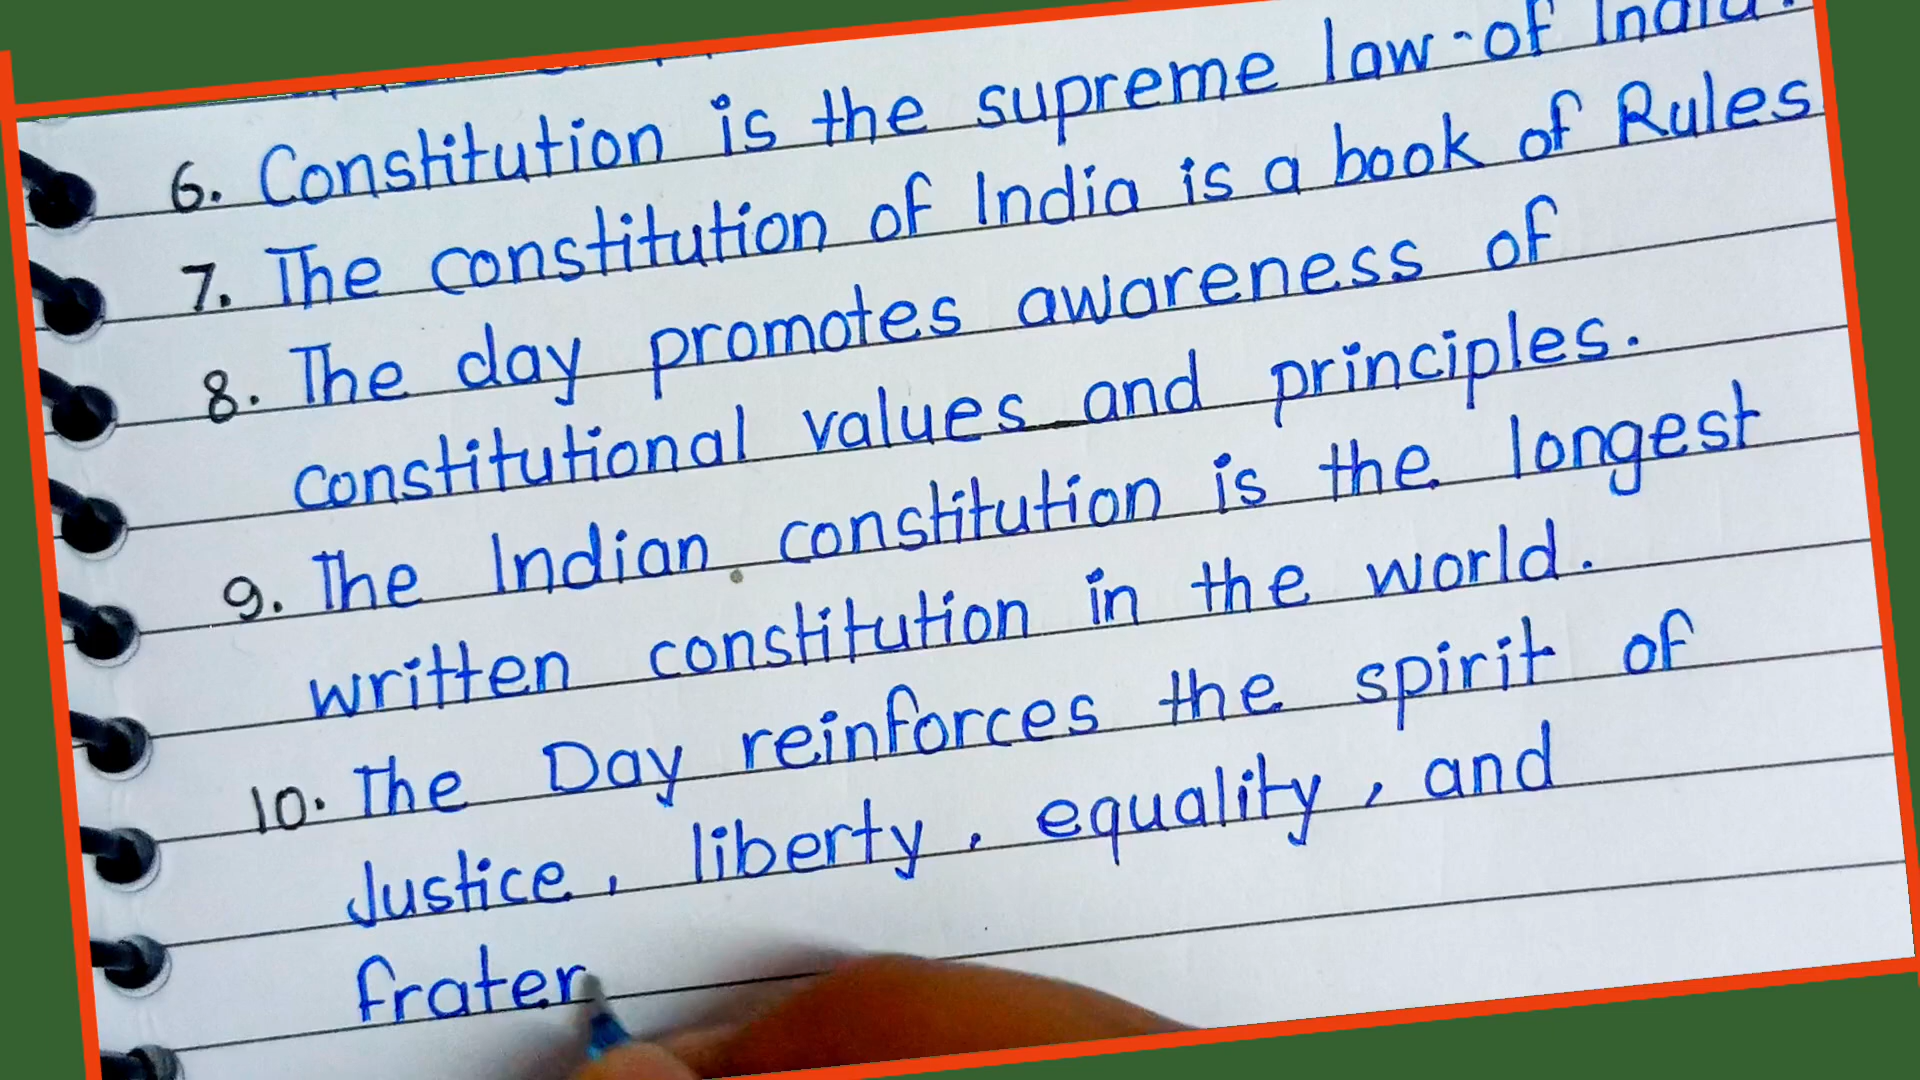 6. Constitution is the supreme law of India.
7. The constitution of India is a book of Rules
8. The day promotes awareness of
constitutional values and principles.
9. The Indian constitution is the longest
written constitution in the world.
10. The Day reinforces the spirit of
Justice, liberty, equality, and
frater